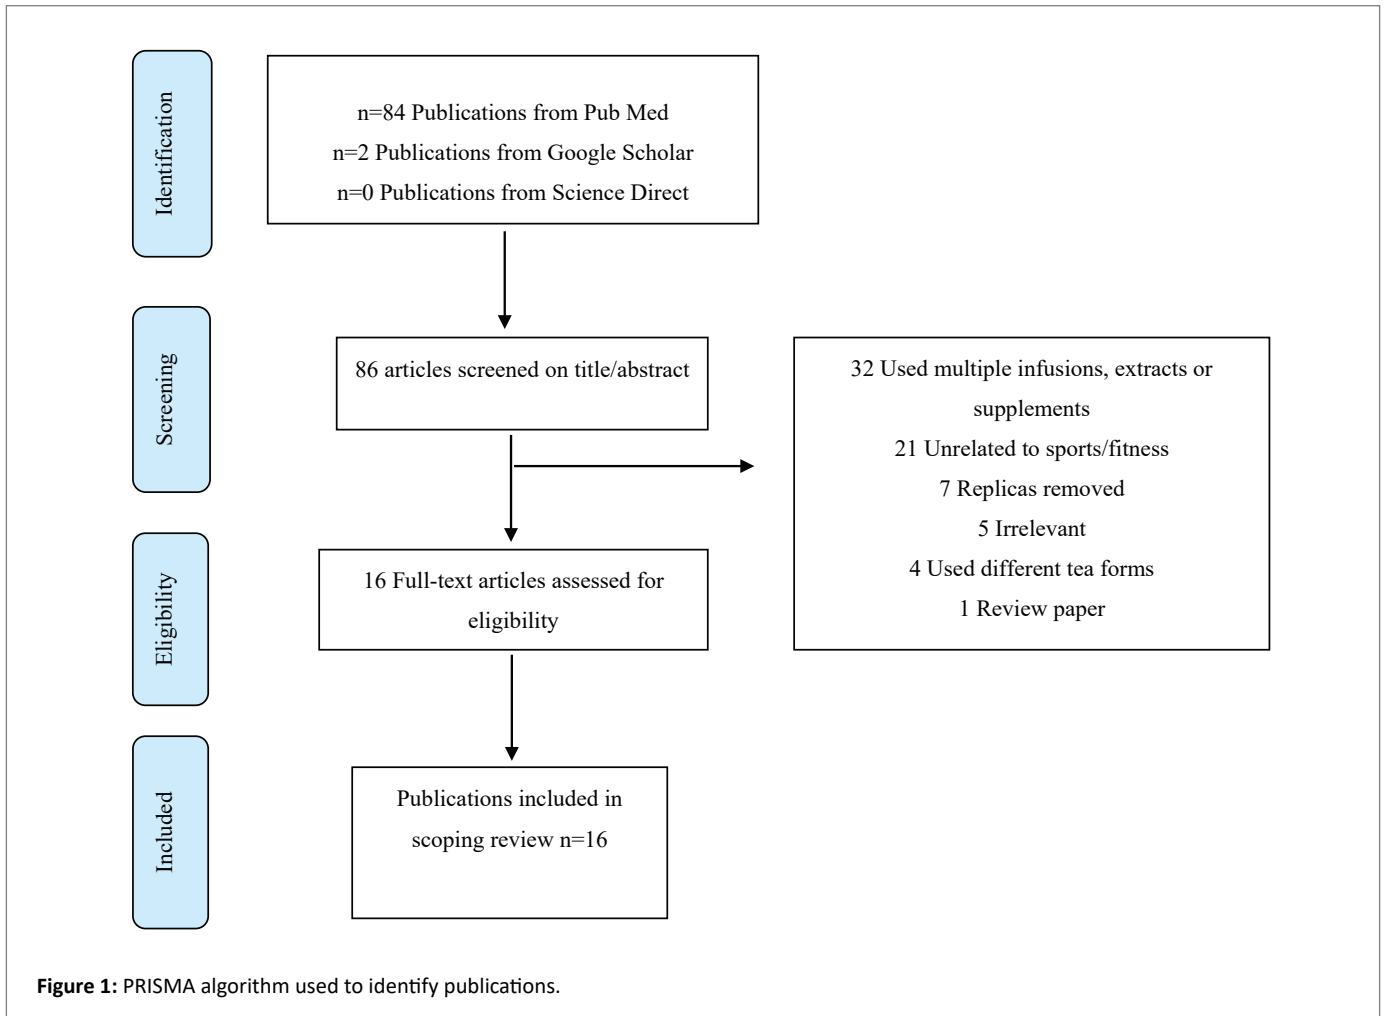 Identification
n=84 Publications from Pub Med
n=2 Publications from Google Scholar
n=0 Publications from Science Direct
Screening
86 articles screened on title/abstract
32 Used multiple infusions, extracts or
supplements
21 Unrelated to sports/fitness
7 Replicas removed
5 Irrelevant
4 Used different tea forms
1 Review paper
Eligibility
16 Full-text articles assessed for
eligibility
Included
Publications included in
scoping review n=16
Figure 1: PRISMA algorithm used to identify publications.